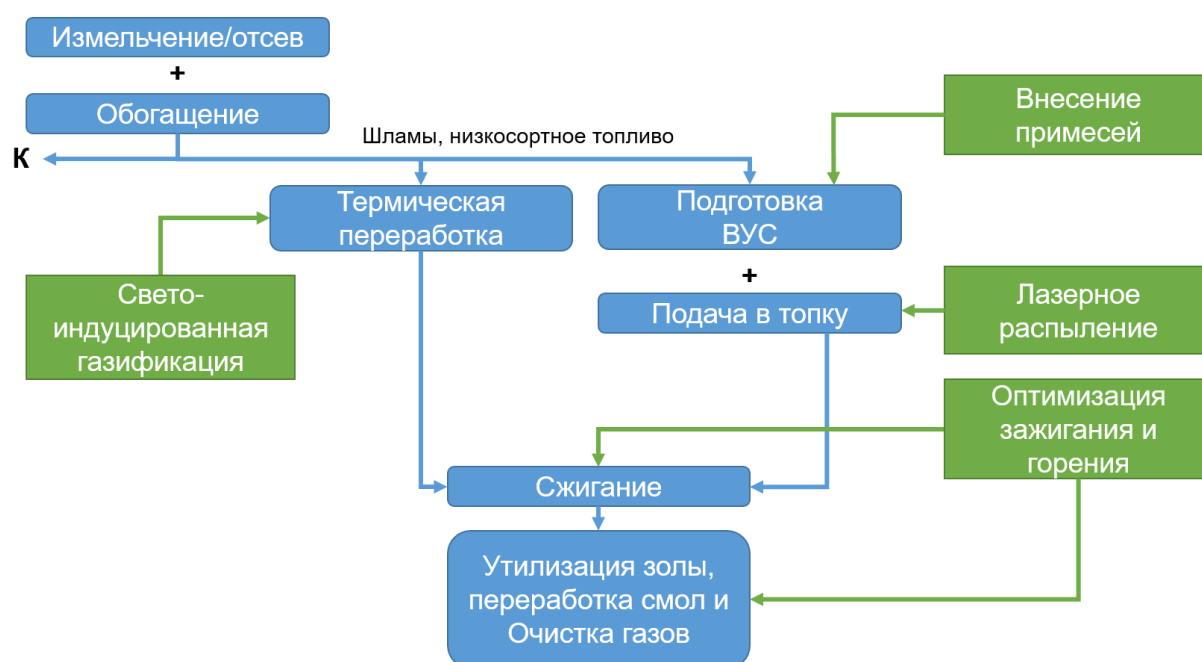 Измельчение/отсев
+
Обогащение
К
Шламы, низкосортное топливо
Внесение
примесей
Термическая
переработка
Подготовка
ВУС
+
Свето-
индуцированная
газификация
Подача в топку
Лазерное
распыление
Оптимизация
зажигания и
горения
Сжигание
Утилизация золы,
переработка смол и
Очистка газов